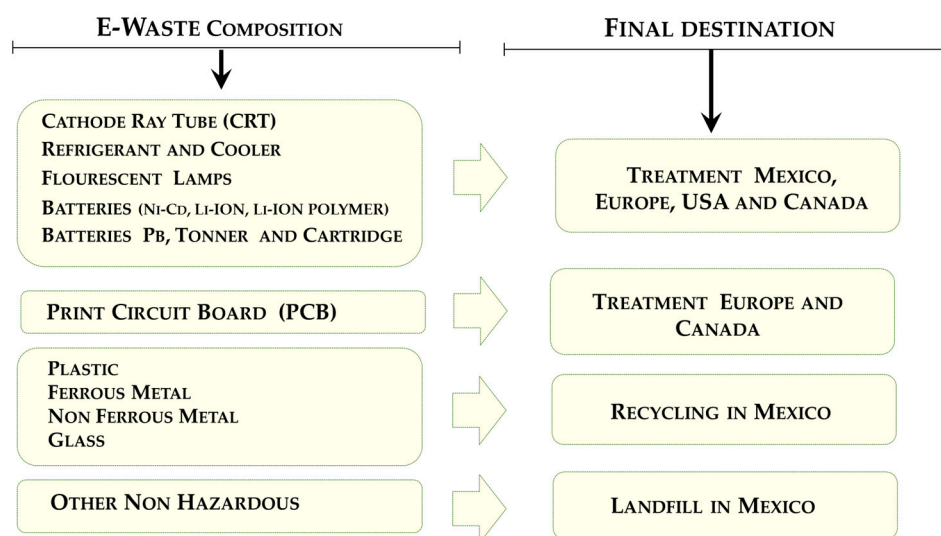 E-Waste Composition
Final destination
Cathode Ray Tube (CRT)
Refrigerant and Cooler
Flourescent Lamps
Batteries (Ni-Cd, Li-ion, Li-ion polymer)
Batteries Pb, Tonner and Cartridge
Treatment Mexico,
Europe, USA and Canada
Print Circuit Board (PCB)
Treatment Europe and
Canada
Plastic
Ferrous Metal
Non Ferrous Metal
Glass
Recycling in Mexico
Other Non Hazardous
Landfill in Mexico